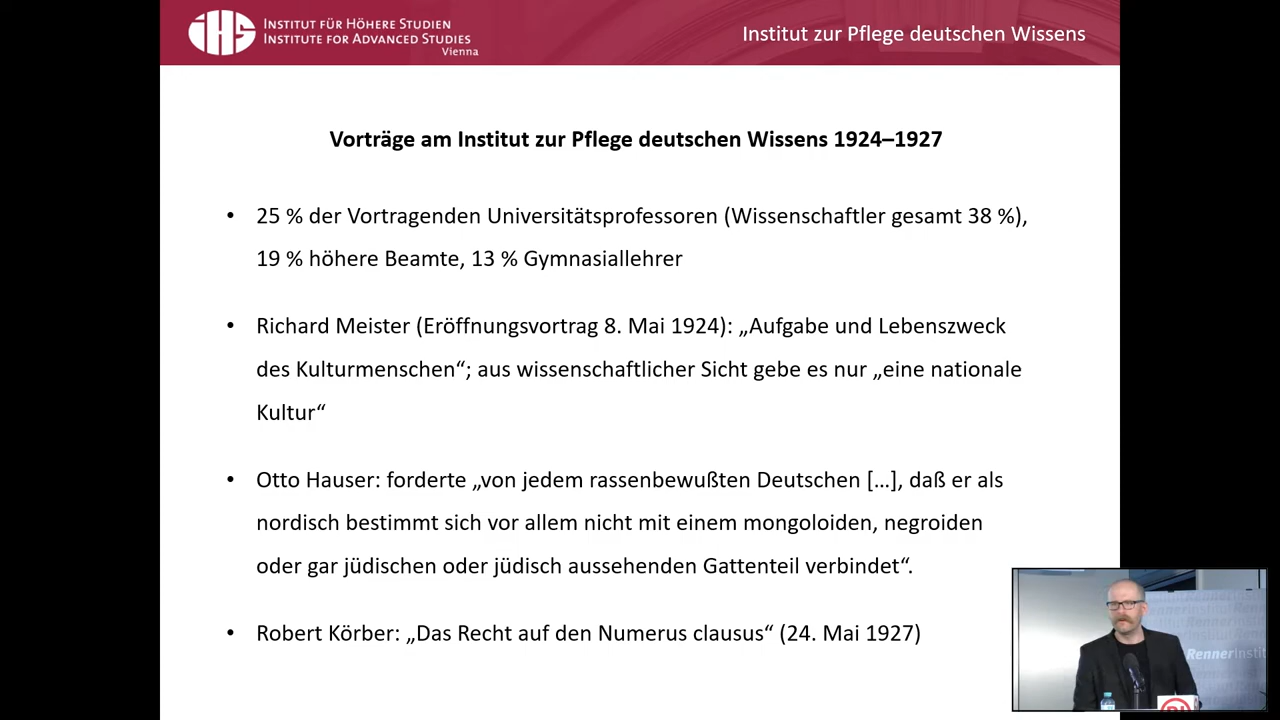 iHS
INSTITUT FÜR HÖHERE STUDIEN
INSTITUTE FOR ADVANCED STUDIES
Vienna
Institut zur Pflege deutschen Wissens
Vorträge am Institut zur Pflege deutschen Wissens 1924–1927
• 25 % der Vortragenden Universitätsprofessoren (Wissenschaftler gesamt 38 %),
19 % höhere Beamte, 13 % Gymnasiallehrer
• Richard Meister (Eröffnungsvortrag 8. Mai 1924): „Aufgabe und Lebenszweck
des Kulturmenschen“; aus wissenschaftlicher Sicht gebe es nur „eine nationale
Kultur“
• Otto Hauser: forderte „von jedem rassenbewußten Deutschen […], daß er als
nordisch bestimmt sich vor allem nicht mit einem mongoloiden, negroiden
oder gar jüdischen oder jüdisch aussehenden Gattenteil verbindet“.
• Robert Körber: „Das Recht auf den Numerus clausus“ (24. Mai 1927)
Rennerinstit